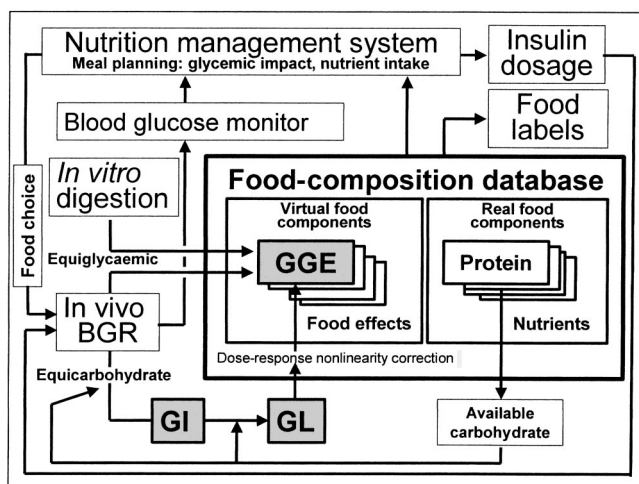 Nutrition management system
Meal planning: glycemic impact, nutrient intake
Insulin
dosage
Blood glucose monitor
Food
labels
Food choice
In vitro
digestion
Food-composition database
Virtual food
components
Real food
components
Equiglycaemic
GGE
Protein
In vivo
BGR
Food effects
Nutrients
Dose-response nonlinearity correction
Equicarbohydrate
GI
GL
Available
carbohydrate